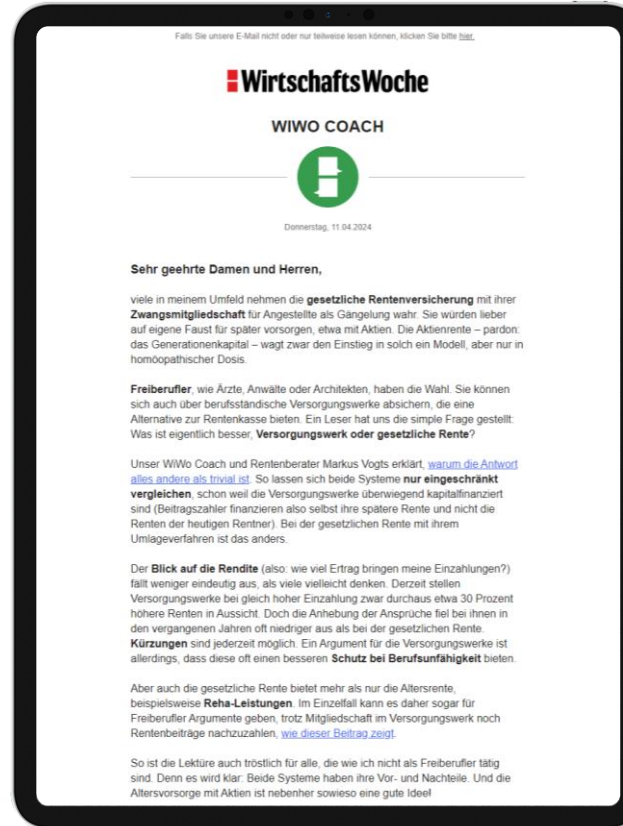 Falls Sie unsere E-Mail nicht oder nur teilweise lesen können, klicken Sie bitte hier.
WirtschaftsWoche
WIWO COACH
Donnerstag, 11.04.2024
Sehr geehrte Damen und Herren,
viele in meinem Umfeld nehmen die gesetzliche Rentenversicherung mit ihrer
Zwangsmitgliedschaft für Angestellte als Gängelung wahr. Sie würden lieber
auf eigene Faust für später vorsorgen, etwa mit Aktien. Die Aktienrente – pardon:
das Generationenkapital – wagt zwar den Einstieg in solch ein Modell, aber nur in
homöopathischer Dosis.
Freiberufler, wie Ärzte, Anwälte oder Architekten, haben die Wahl. Sie können
sich auch über berufsständische Versorgungswerke absichern, die eine
Alternative zur Rentenkasse bieten. Ein Leser hat uns die simple Frage gestellt:
Was ist eigentlich besser, Versorgungswerk oder gesetzliche Rente?
Unser WiWo Coach und Rentenberater Markus Vogts erklärt, warum die Antwort
alles andere als trivial ist. So lassen sich beide Systeme nur eingeschränkt
vergleichen, schon weil die Versorgungswerke überwiegend kapitalfinanziert
sind (Beitragszahler finanzieren also selbst ihre spätere Rente und nicht die
Renten der heutigen Rentner). Bei der gesetzlichen Rente mit ihrem
Umlageverfahren ist das anders.
Der Blick auf die Rendite (also: wie viel Ertrag bringen meine Einzahlungen?)
fällt weniger eindeutig aus, als viele vielleicht denken. Derzeit stellen
Versorgungswerke bei gleich hoher Einzahlung zwar durchaus etwa 30 Prozent
höhere Renten in Aussicht. Doch die Anhebung der Ansprüche fiel bei ihnen in
den vergangenen Jahren oft niedriger aus als bei der gesetzlichen Rente.
Kürzungen sind jederzeit möglich. Ein Argument für die Versorgungswerke ist
allerdings, dass diese oft einen besseren Schutz bei Berufsunfähigkeit bieten.
Aber auch die gesetzliche Rente bietet mehr als nur die Altersrente,
beispielsweise Reha-Leistungen. Im Einzelfall kann es daher sogar für
Freiberufler Argumente geben, trotz Mitgliedschaft im Versorgungswerk noch
Rentenbeiträge nachzuzahlen, wie dieser Beitrag zeigt.
So ist die Lektüre auch tröstlich für alle, die wie ich nicht als Freiberufler tätig
sind. Denn es wird klar: Beide Systeme haben ihre Vor- und Nachteile. Und die
Altersvorsorge mit Aktien ist nebenher sowieso eine gute Idee!